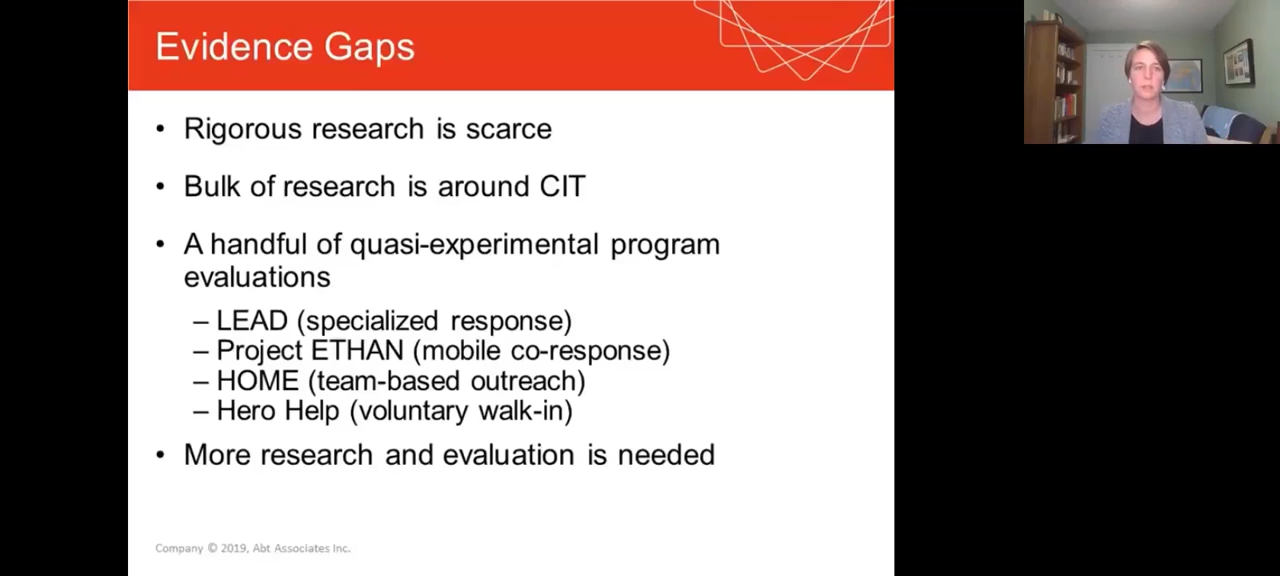 Evidence Gaps
• Rigorous research is scarce
• Bulk of research is around CIT
• A handful of quasi-experimental program
evaluations
– LEAD (specialized response)
– Project ETHAN (mobile co-response)
– HOME (team-based outreach)
– Hero Help (voluntary walk-in)
• More research and evaluation is needed
Company © 2019, Abt Associates Inc.